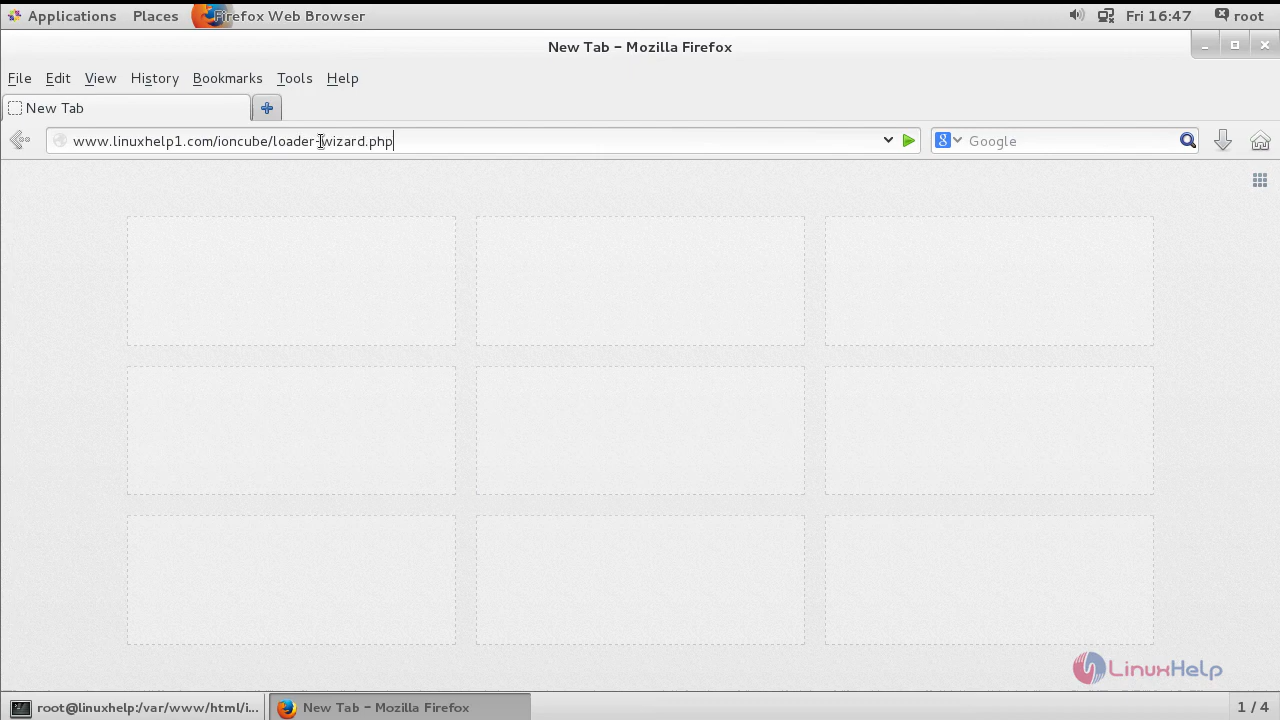 Applications Places Firefox Web Browser Fri 16:47 root
New Tab - Mozilla Firefox
File Edit View History Bookmarks Tools Help
New Tab
www.linuxhelp1.com/ioncube/loader-wizard.php Google
LinuxHelp
root@linuxhelp:/var/www/html/i... New Tab - Mozilla Firefox 1 / 4